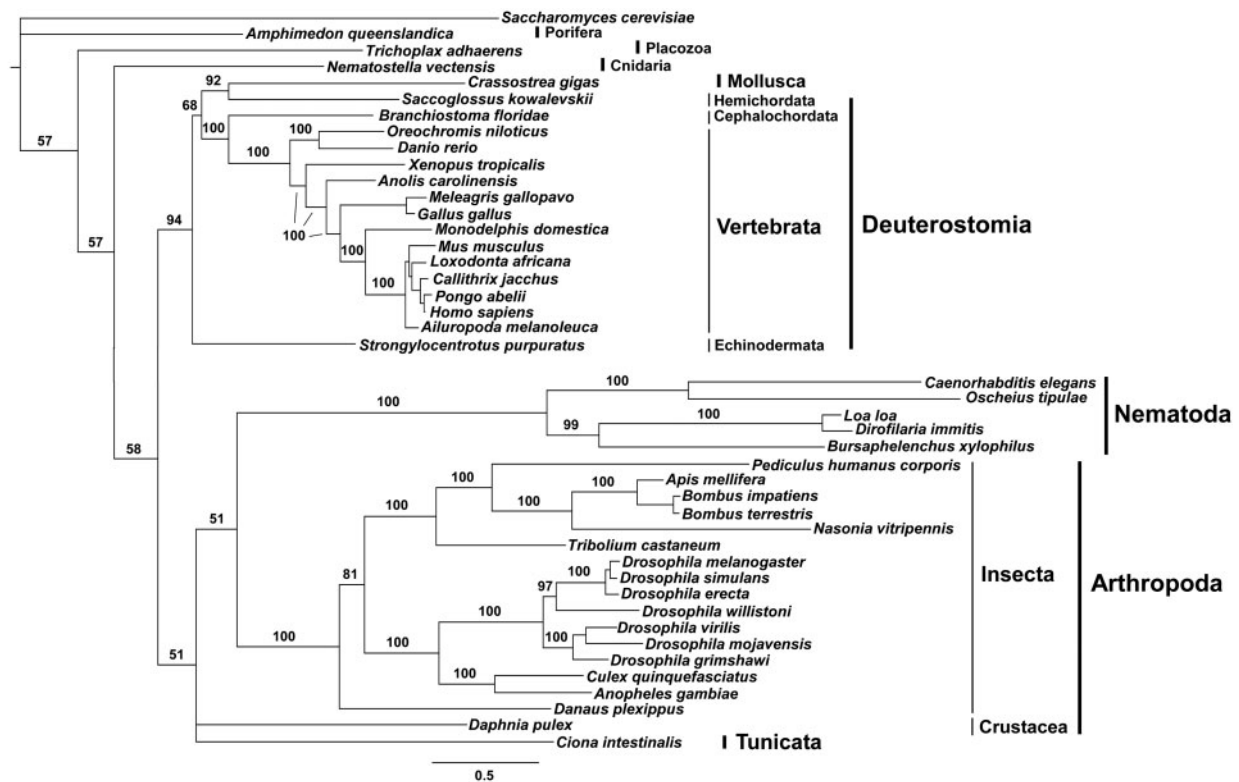 Saccharomyces cerevisiae
Amphimedon queenslandica
Porifera
Trichoplax adhaerens
Placozoa
Nematostella vectensis
Cnidaria
92
Crassostrea gigas
Mollusca
68
Saccoglossus kowalevskii
Hemichordata
Branchiostoma floridae
Cephalochordata
100
100
Oreochromis niloticus
57
100
Danio rerio
Xenopus tropicalis
Anolis carolinensis
Meleagris gallopavo
94
Gallus gallus
Vertebrata
Deuterostomia
57
100
Monodelphis domestica
100
Mus musculus
Loxodonta africana
100
Callithrix jacchus
Pongo abelii
Homo sapiens
Ailuropoda melanoleuca
Strongylocentrotus purpuratus
Echinodermata
100
Caenorhabditis elegans
Oscheius tipulae
100
100
Loa loa
Nematoda
99
Dirofilaria immitis
58
Bursaphelenchus xylophilus
Pediculus humanus corporis
100
100
Apis mellifera
100
Bombus impatiens
100
Bombus terrestris
51
Nasonia vitripennis
Tribolium castaneum
Drosophila melanogaster
81
100
Drosophila simulans
Insecta
Arthropoda
97
Drosophila erecta
100
Drosophila willistoni
Drosophila virilis
100
100
100
Drosophila mojavensis
51
Drosophila grimshawi
100
Culex quinquefasciatus
Anopheles gambiae
Danaus plexippus
Daphnia pulex
Crustacea
Ciona intestinalis
Tunicata
0.5